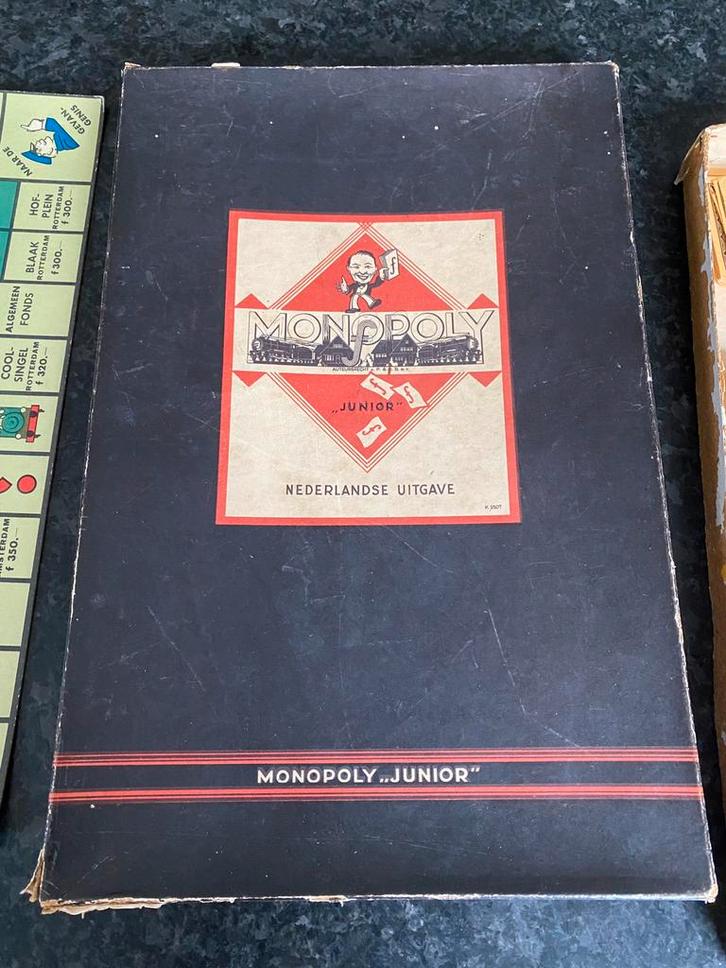 NAAR DE
GEVAN-
GENIS
HOF-
PLEIN
ROTTERDAM
f 300.-
BLAAK
ROTTERDAM
f 300.-
ALGEMEEN
FONDS
COOL-
SINGEL
ROTTERDAM
f 320.-
f 350.-
f
MONOPOLY
f
AUTEURSRECHT
f
f
„JUNIOR”
f
NEDERLANDSE UITGAVE
MONOPOLY „JUNIOR”